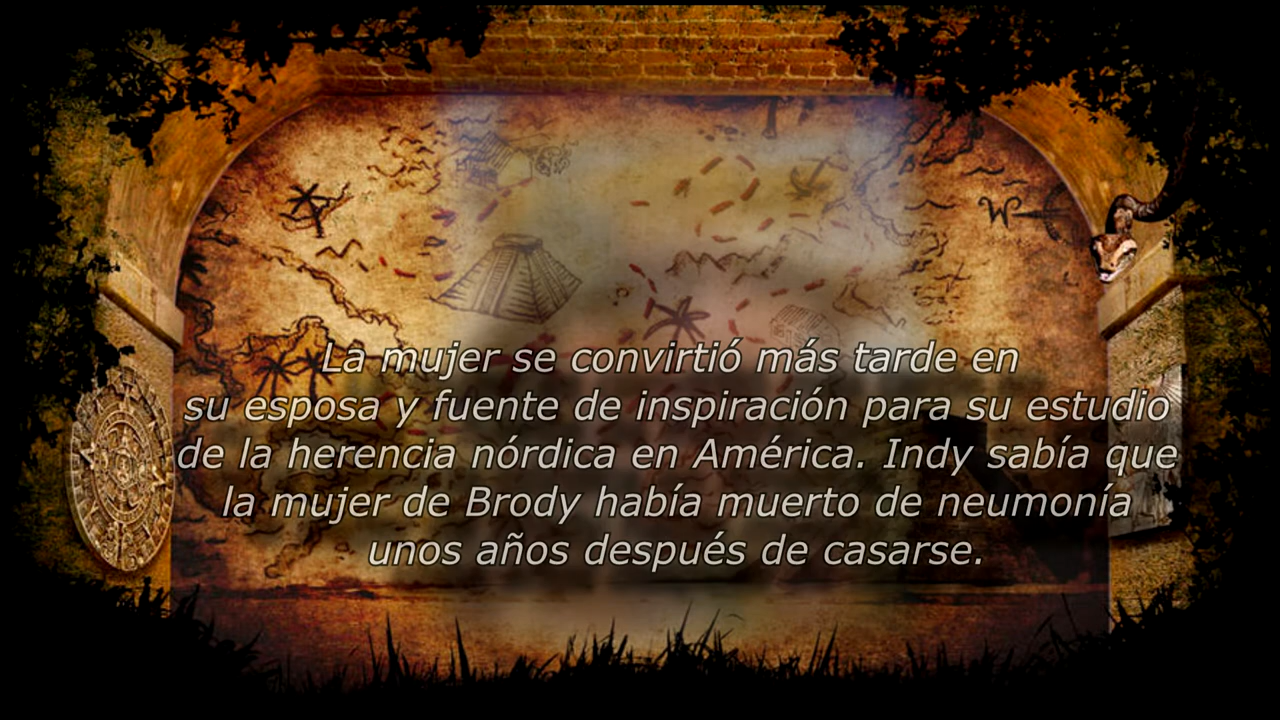 La mujer se convirtió más tarde en
su esposa y fuente de inspiración para su estudio
de la herencia nórdica en América. Indy sabía que
la mujer de Brody había muerto de neumonía
unos años después de casarse.
W